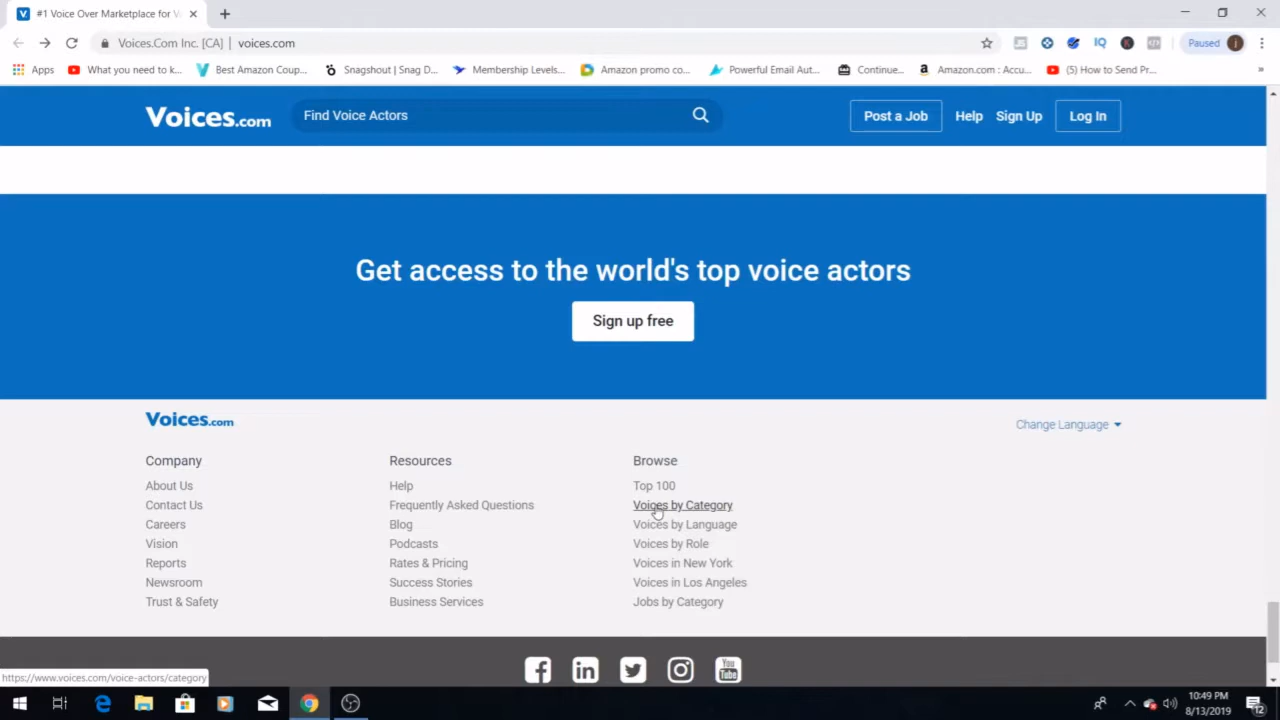 #1 Voice Over Marketplace for V
Voices.Com Inc. [CA] | voices.com
Paused
Apps
What you need to k...
Best Amazon Coup...
Snagshout | Snag D...
Membership Levels...
Amazon promo co...
Powerful Email Aut...
Continue...
Amazon.com : Accu...
(5) How to Send Pr...
Voices.com
Find Voice Actors
Post a Job
Help
Sign Up
Log In
Get access to the world's top voice actors
Sign up free
Voices.com
Change Language
Company
About Us
Contact Us
Careers
Vision
Reports
Newsroom
Trust & Safety
Resources
Help
Frequently Asked Questions
Blog
Podcasts
Rates & Pricing
Success Stories
Business Services
Browse
Top 100
Voices by Category
Voices by Language
Voices by Role
Voices in New York
Voices in Los Angeles
Jobs by Category
You
Tube
https://www.voices.com/voice-actors/category
10:49 PM
8/13/2019
12